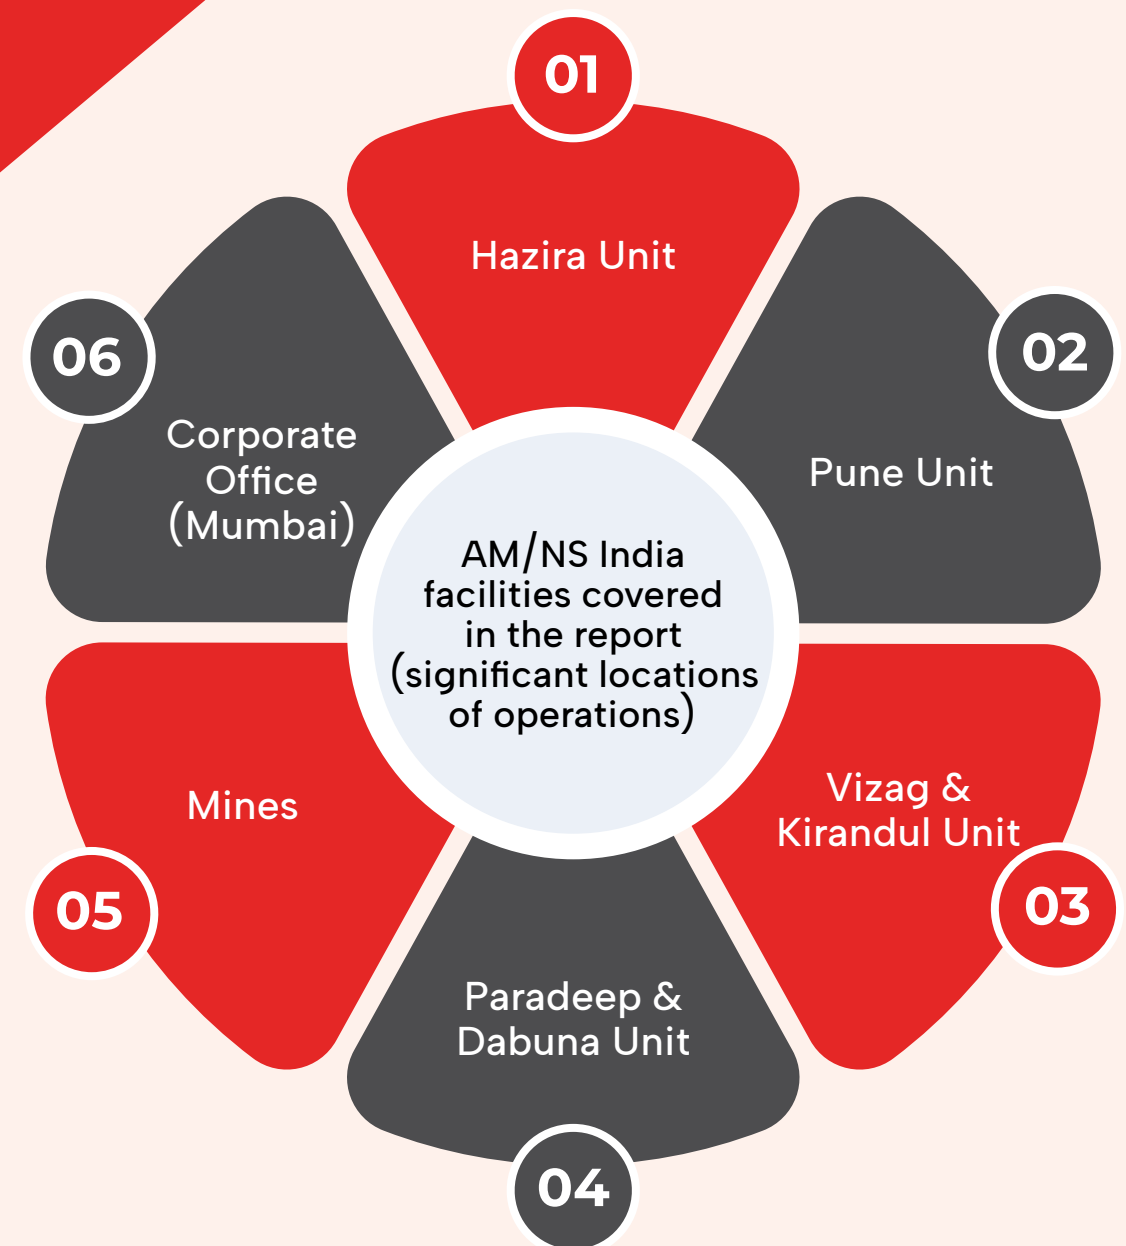 01
Hazira Unit
02
Pune Unit
03
Vizag &
Kirandul Unit
04
Paradeep &
Dabuna Unit
05
Mines
06
Corporate
Office
(Mumbai)
AM/NS India
facilities covered
in the report
(significant locations
of operations)